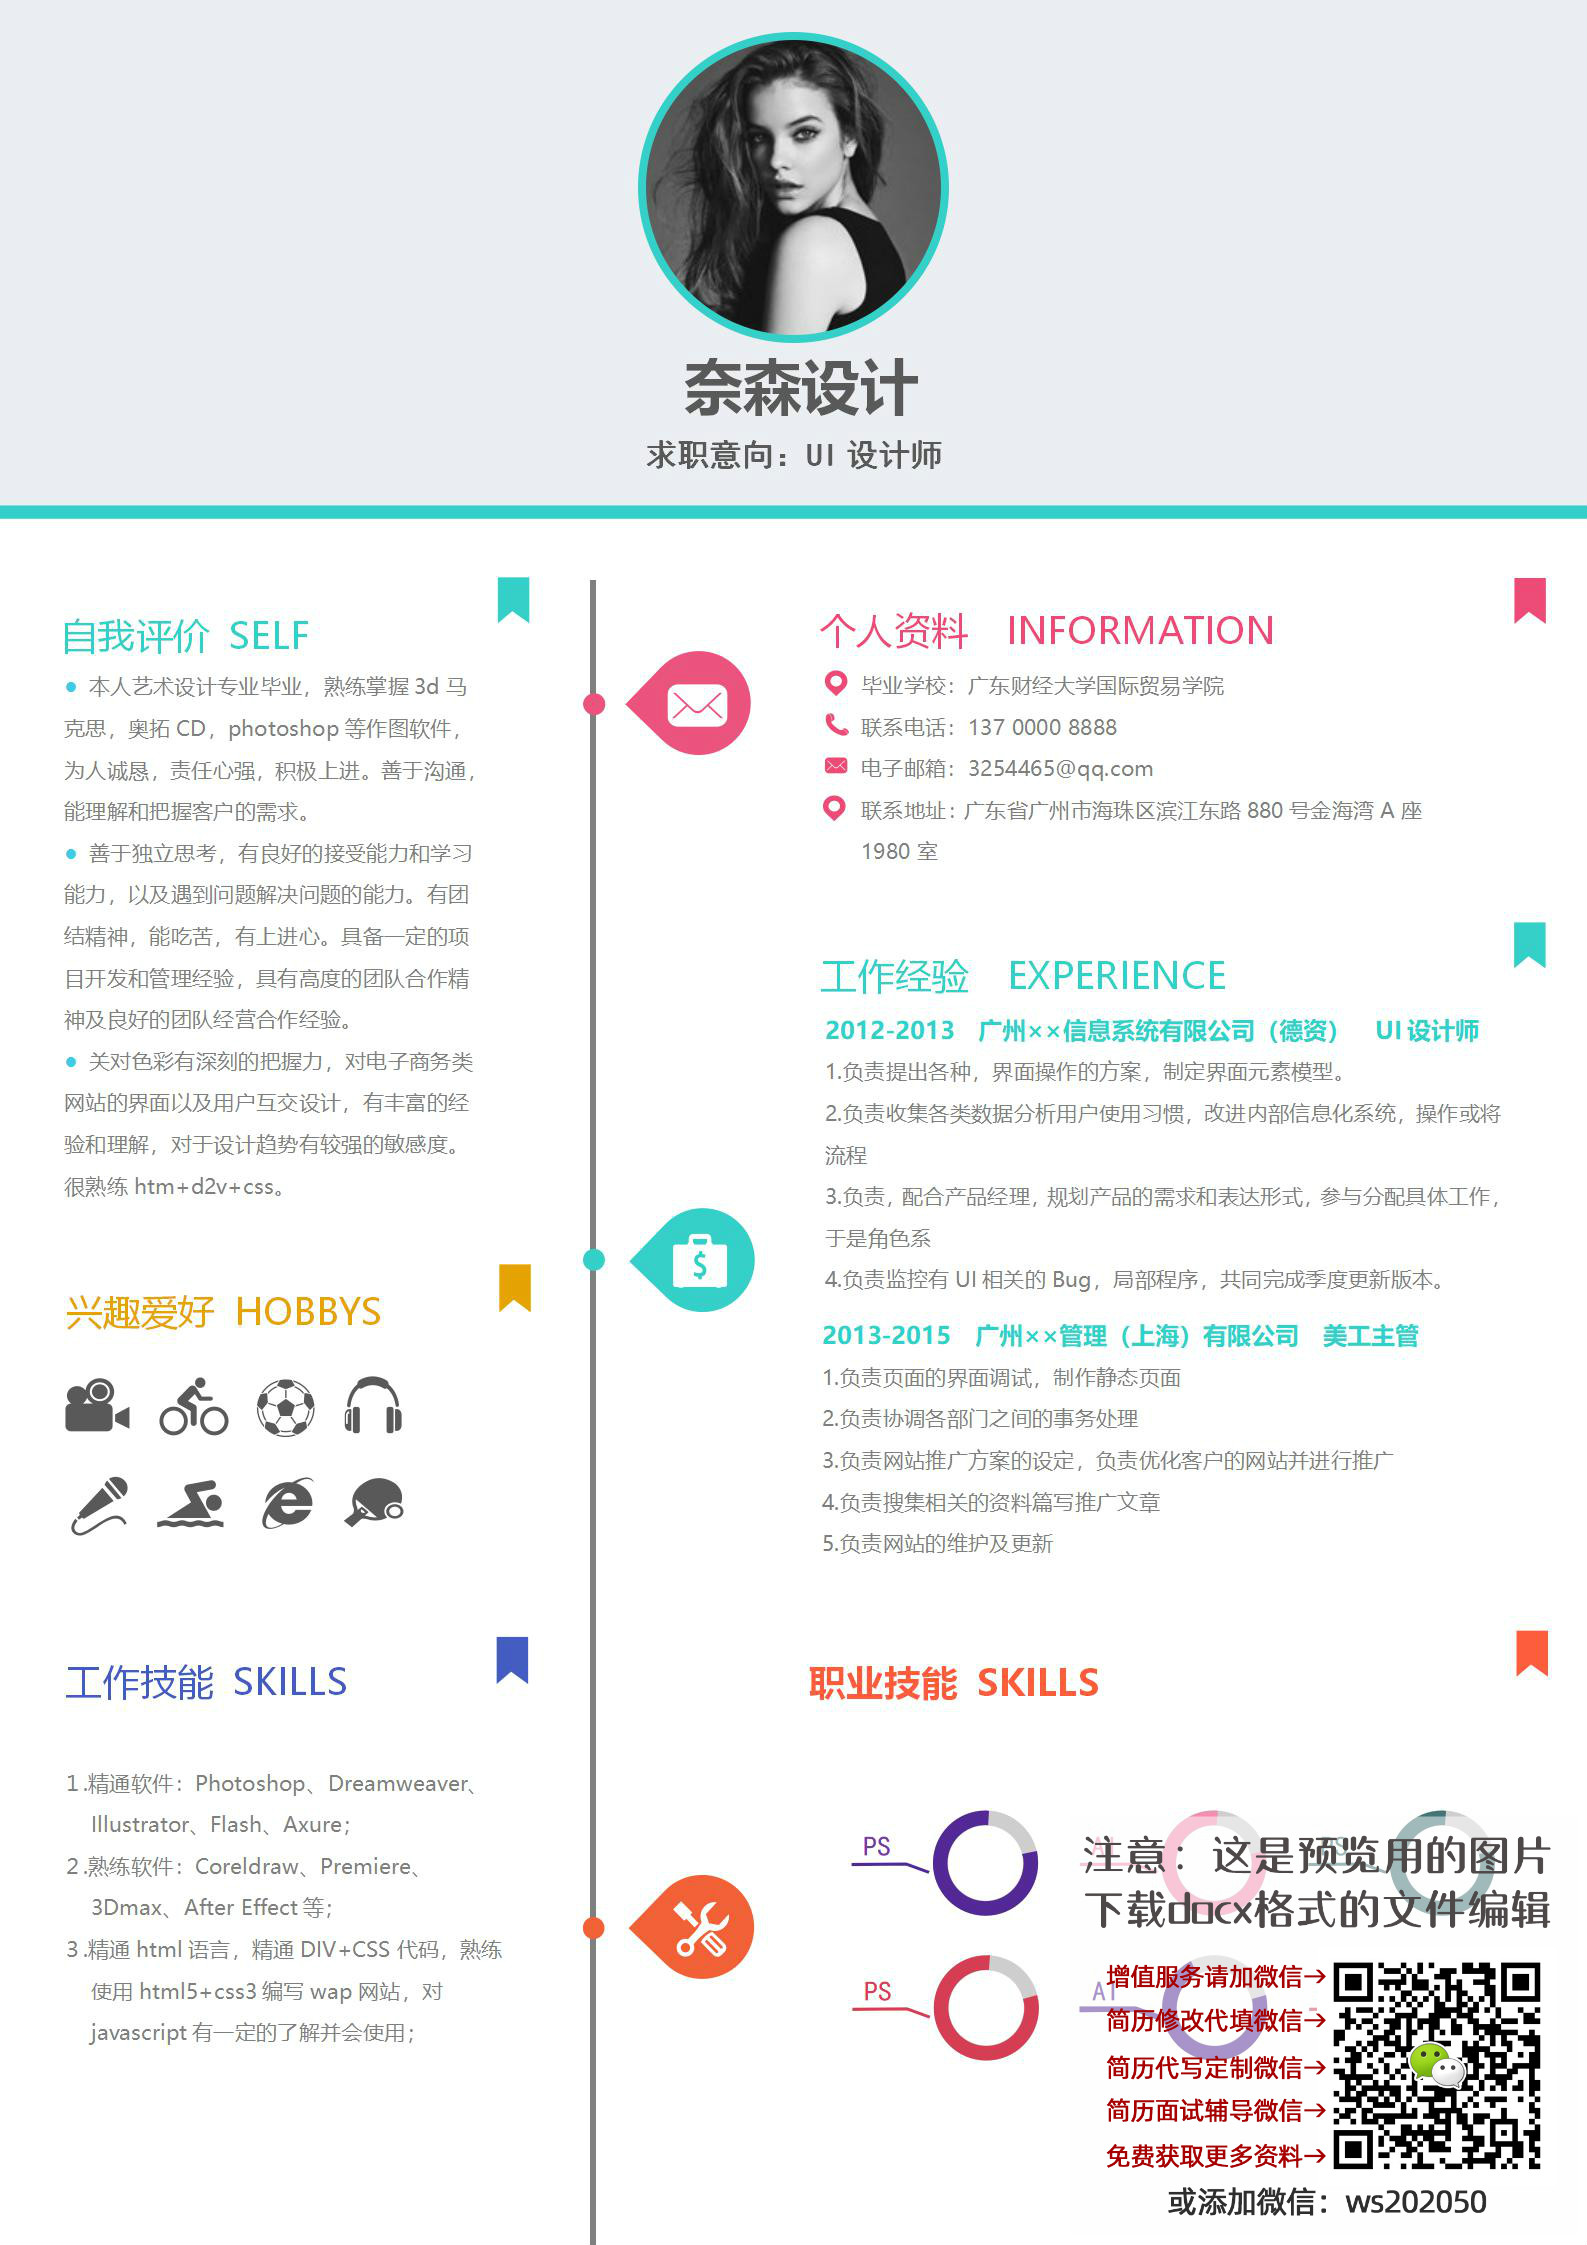 奈森设计
求职意向：UI 设计师
自我评价 SELF
● 本人艺术设计专业毕业，熟练掌握 3d 马
克思，奥拓 CD，photoshop 等作图软件，
为人诚恳，责任心强，积极上进。善于沟通，
能理解和把握客户的需求。
● 善于独立思考，有良好的接受能力和学习
能力，以及遇到问题解决问题的能力。有团
结精神，能吃苦，有上进心。具备一定的项
目开发和管理经验，具有高度的团队合作精
神及良好的团队经营合作经验。
● 关对色彩有深刻的把握力，对电子商务类
网站的界面以及用户互交设计，有丰富的经
验和理解，对于设计趋势有较强的敏感度。
很熟练 htm+d2v+css。
兴趣爱好 HOBBYS
工作技能 SKILLS
1.精通软件：Photoshop、Dreamweaver、
Illustrator、Flash、Axure；
2.熟练软件：Coreldraw、Premiere、
3Dmax、After Effect 等；
3.精通 html 语言，精通 DIV+CSS 代码，熟练
使用 html5+css3 编写 wap 网站，对
javascript 有一定的了解并会使用；
个人资料 INFORMATION
毕业学校：广东财经大学国际贸易学院
联系电话：137 0000 8888
电子邮箱：3254465@qq.com
联系地址：广东省广州市海珠区滨江东路 880 号金海湾 A 座
1980 室
工作经验 EXPERIENCE
2012-2013 广州××信息系统有限公司（德资） UI 设计师
1.负责提出各种，界面操作的方案，制定界面元素模型。
2.负责收集各类数据分析用户使用习惯，改进内部信息化系统，操作或将
流程
3.负责，配合产品经理，规划产品的需求和表达形式，参与分配具体工作，
于是角色系
4.负责监控有 UI 相关的 Bug，局部程序，共同完成季度更新版本。
2013-2015 广州××管理（上海）有限公司 美工主管
1.负责页面的界面调试，制作静态页面
2.负责协调各部门之间的事务处理
3.负责网站推广方案的设定，负责优化客户的网站并进行推广
4.负责搜集相关的资料篇写推广文章
5.负责网站的维护及更新
职业技能 SKILLS
PS
注意：这是预览用的图片
下载docx格式的文件编辑
PS
A1
增值服务请加微信→
简历修改代填微信→
简历代写定制微信→
简历面试辅导微信→
免费获取更多资料→
或添加微信：ws202050